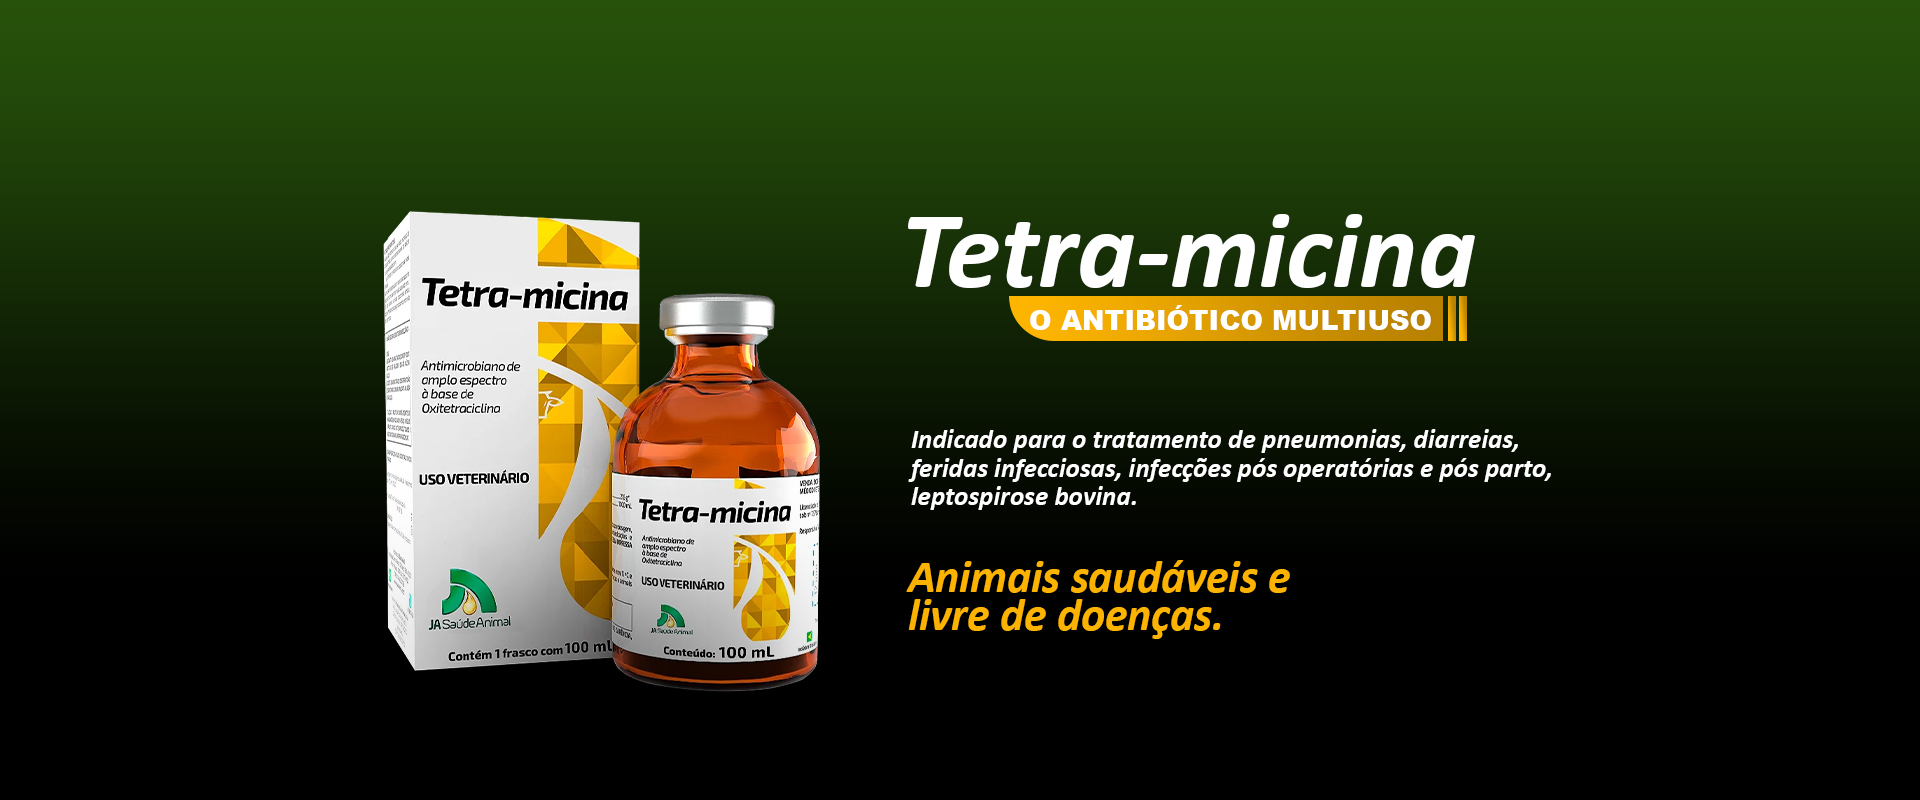 Tetra-micina
Antimicrobiano de
amplo espectro
à base de
Oxitetraciclina
USO VETERINÁRIO
JA Saúde Animal
Contém 1 frasco com 100 mL
Tetra-micina
Antimicrobiano de
amplo espectro
à base de
Oxitetraciclina
USO VETERINÁRIO
JA Saúde Animal
Conteúdo: 100 mL
Tetra-micina
O ANTIBIÓTICO MULTIUSO
Indicado para o tratamento de pneumonias, diarreias,
feridas infecciosas, infecções pós operatórias e pós parto,
leptospirose bovina.
Animais saudáveis e
livre de doenças.